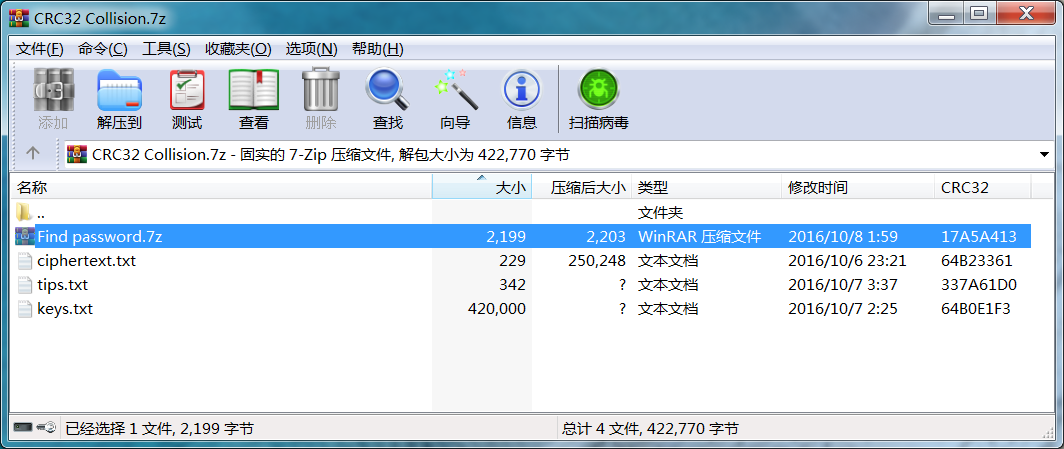 CRC32 Collision.7z
文件(F) 命令(C) 工具(S) 收藏夹(O) 选项(N) 帮助(H)
添加 解压到 测试 查看 删除 查找 向导 信息 扫描病毒
CRC32 Collision.7z - 固实的 7-Zip 压缩文件, 解包大小为 422,770 字节
名称 大小 压缩后大小 类型 修改时间 CRC32
.. 文件夹
Find password.7z 2,199 2,203 WinRAR 压缩文件 2016/10/8 1:59 17A5A413
ciphertext.txt 229 250,248 文本文档 2016/10/6 23:21 64B23361
tips.txt 342 ? 文本文档 2016/10/7 3:37 337A61D0
keys.txt 420,000 ? 文本文档 2016/10/7 2:25 64B0E1F3
已经选择 1 文件, 2,199 字节 总计 4 文件, 422,770 字节